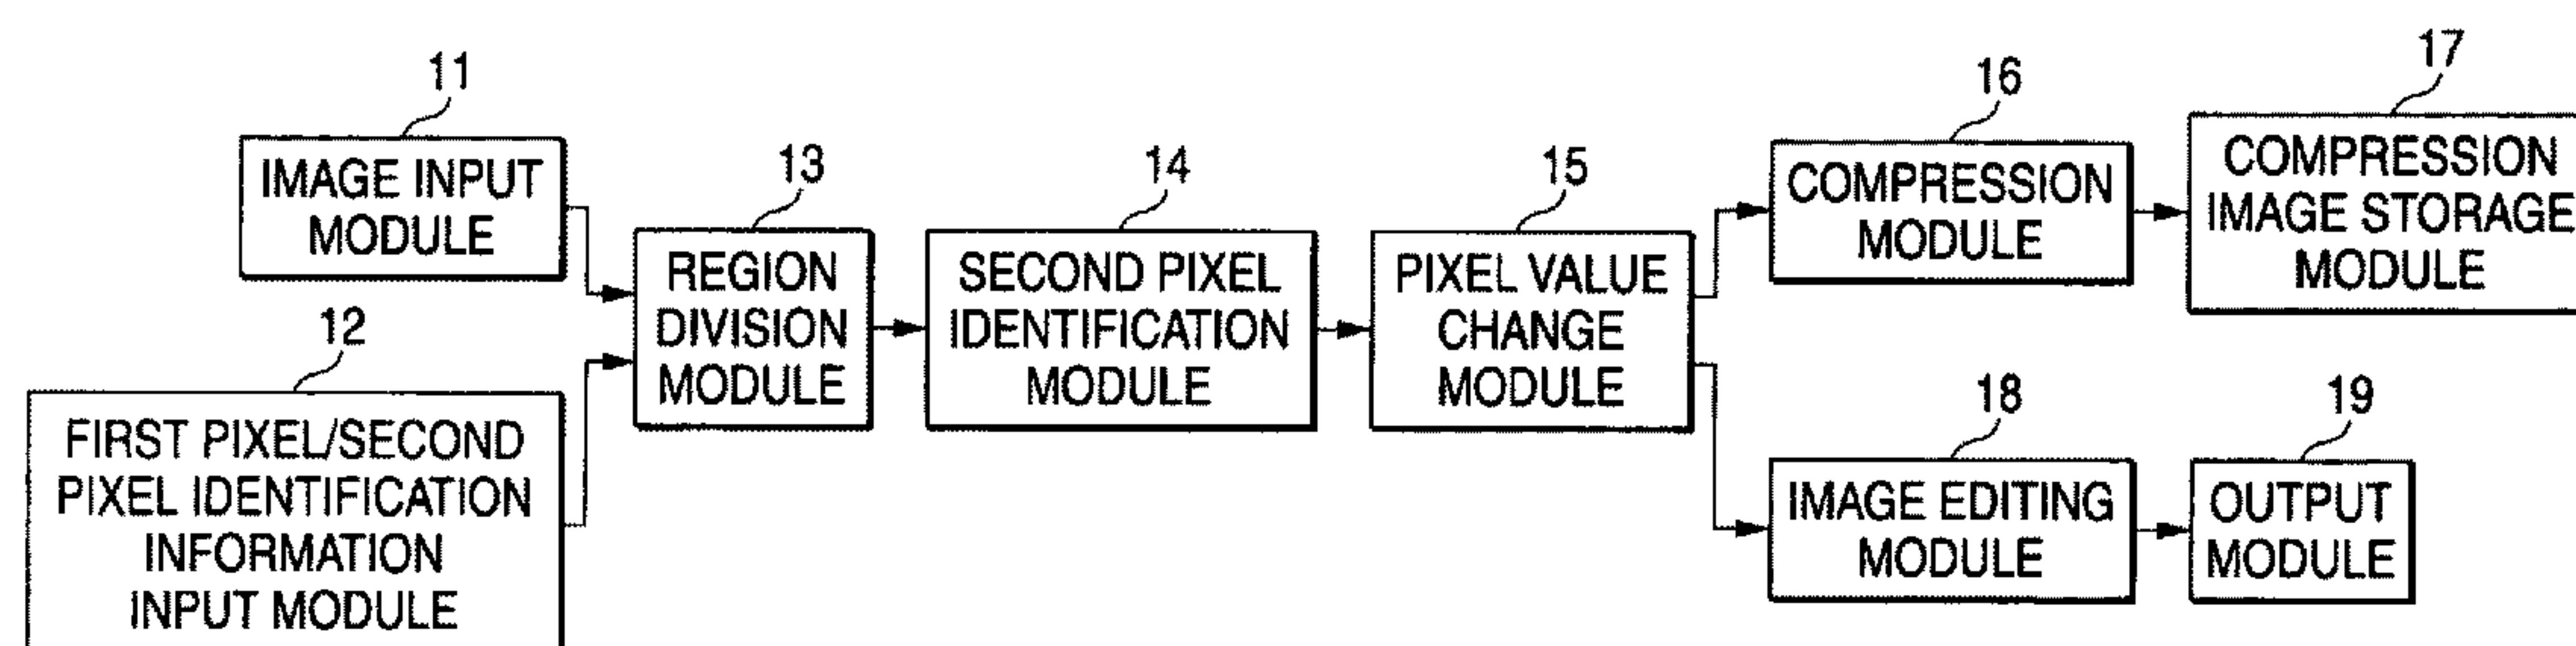 11
IMAGE INPUT
MODULE
12
FIRST PIXEL/SECOND
PIXEL IDENTIFICATION
INFORMATION
INPUT MODULE
13
REGION
DIVISION
MODULE
14
SECOND PIXEL
IDENTIFICATION
MODULE
15
PIXEL VALUE
CHANGE
MODULE
16
COMPRESSION
MODULE
17
COMPRESSION
IMAGE STORAGE
MODULE
18
IMAGE EDITING
MODULE
19
OUTPUT
MODULE